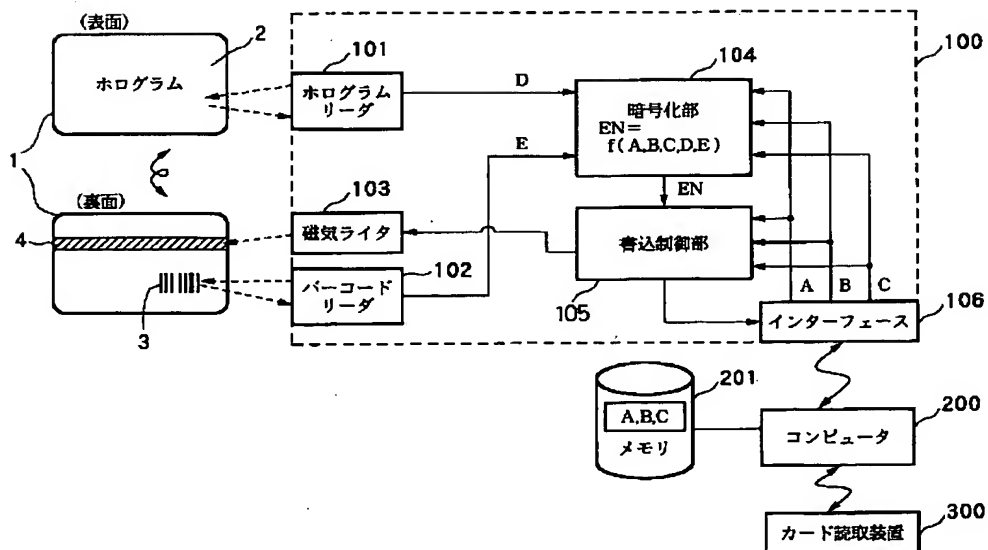 (表面)
2
ホログラム
1
(裏面)
4
3
100
101
ホログラム
リーダ
D
104
暗号化部
EN=
f(A,B,C,D,E)
E
EN
103
磁気ライタ
書込制御部
102
バーコード
リーダ
105
A
B
C
106
インターフェース
201
A,B,C
メモリ
200
コンピュータ
300
カード読取装置